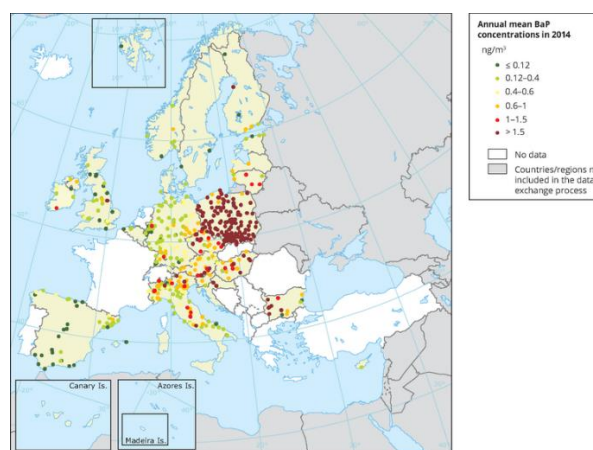 Annual mean BaP
concentrations in 2014
ng/m³
≤ 0.12
0.12–0.4
0.4–0.6
0.6–1
1–1.5
> 1.5
No data
Countries/regions n
included in the data
exchange process
Canary Is.
Azores Is.
Madeira Is.